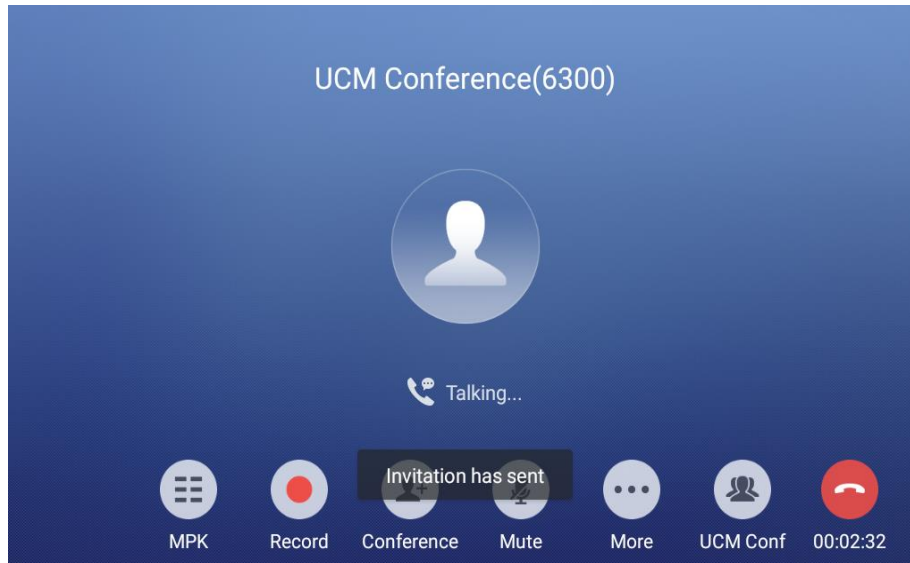 UCM Conference(6300)
Talking...
Invitation has sent
MPK
Record
Conference
Mute
More
UCM Conf
00:02:32